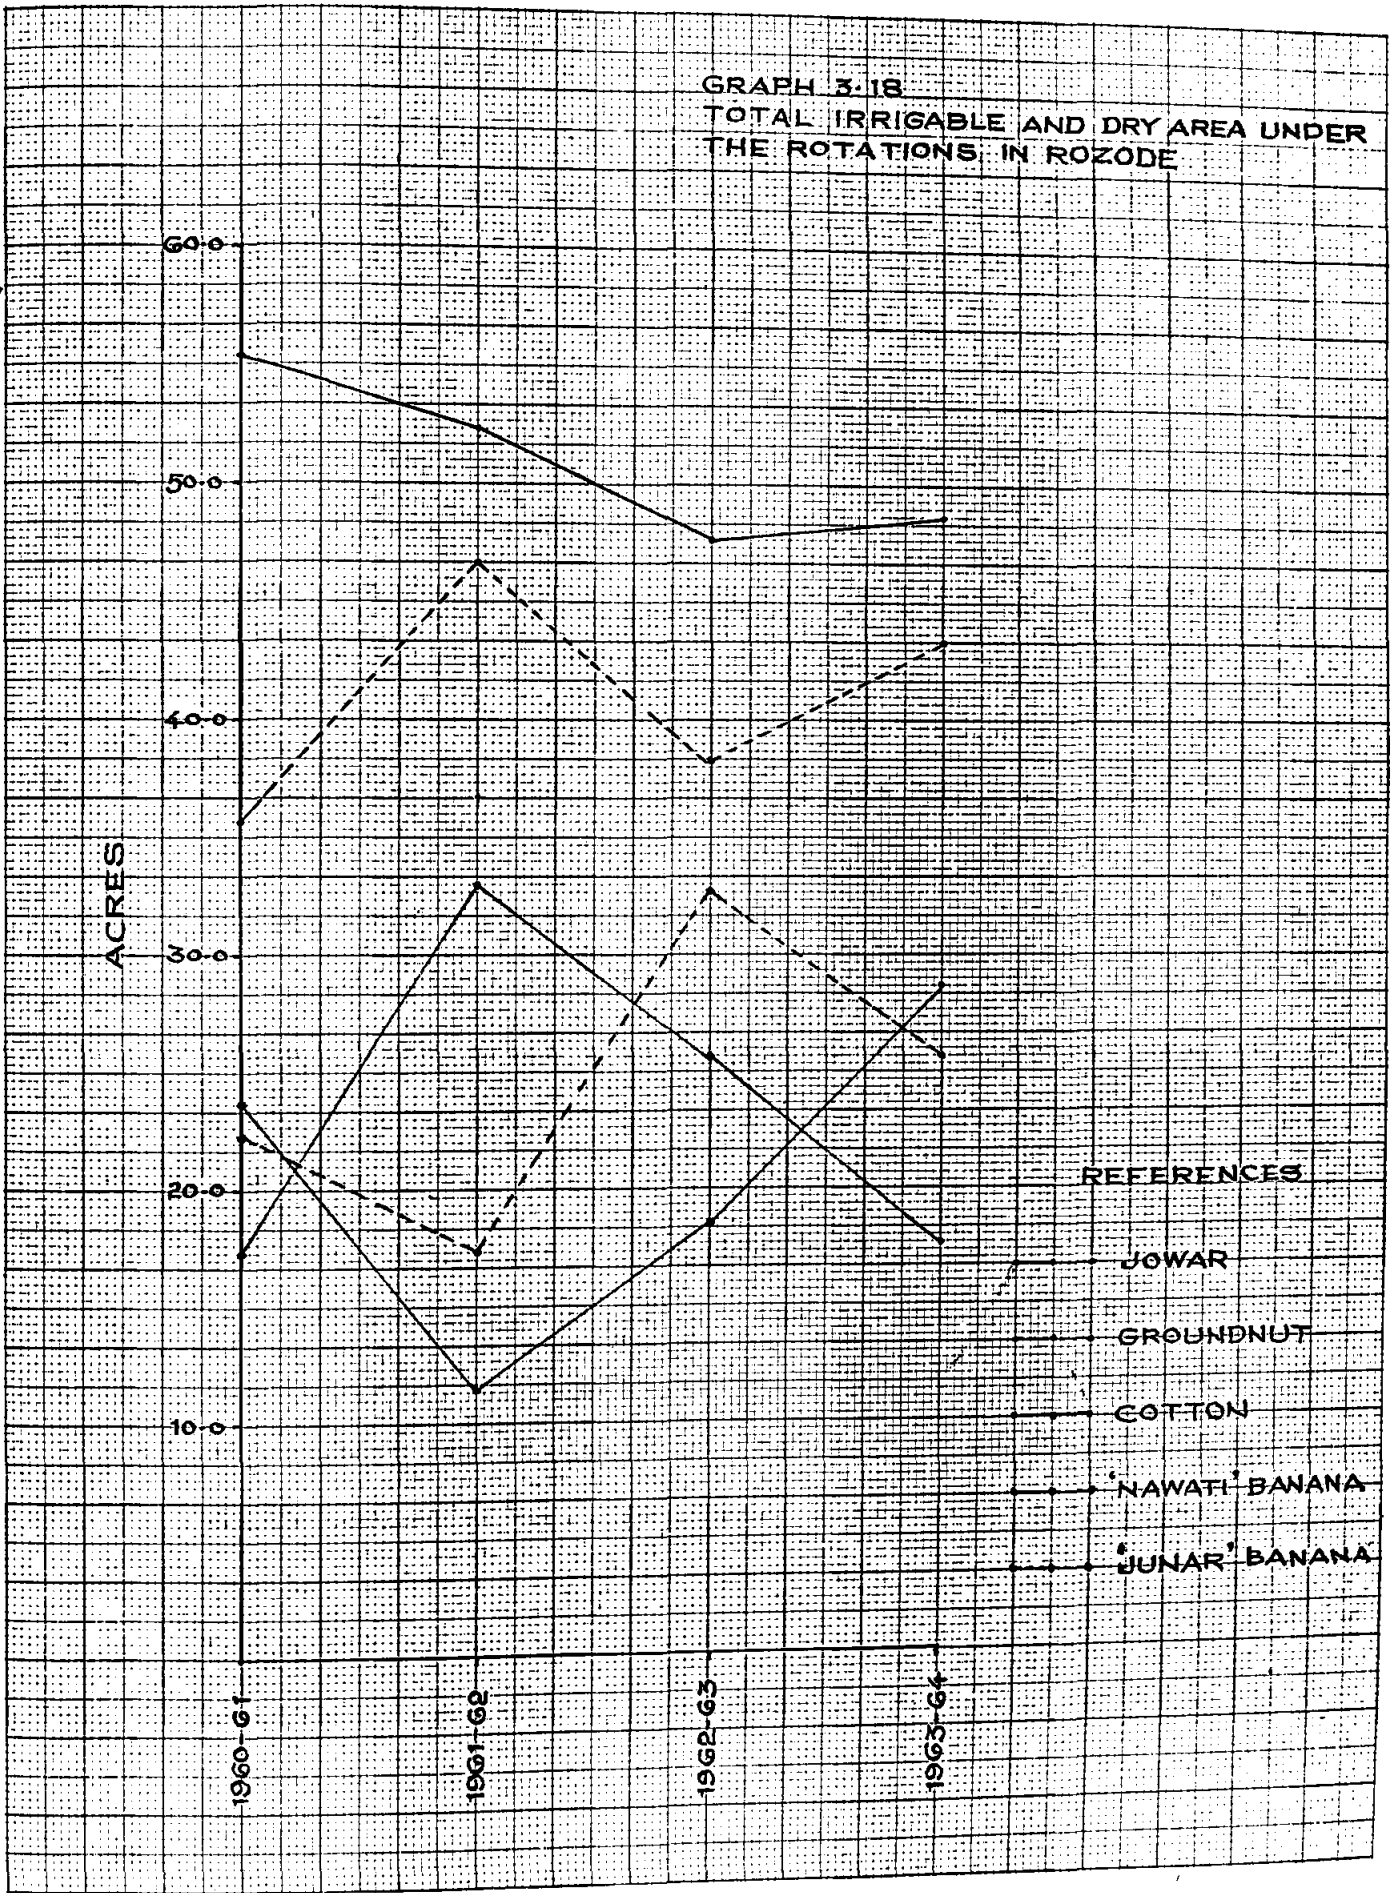 GRAPH 3.18
TOTAL IRRIGABLE AND DRY AREA UNDER
THE ROTATIONS IN ROZODE
60.0
50.0
40.0
30.0
20.0
10.0
ACRES
1960-61
1961-62
1962-63
1963-64
REFERENCES
JOWAR
GROUNDNUT
COTTON
'NAWATI' BANANA
'JUNAR' BANANA